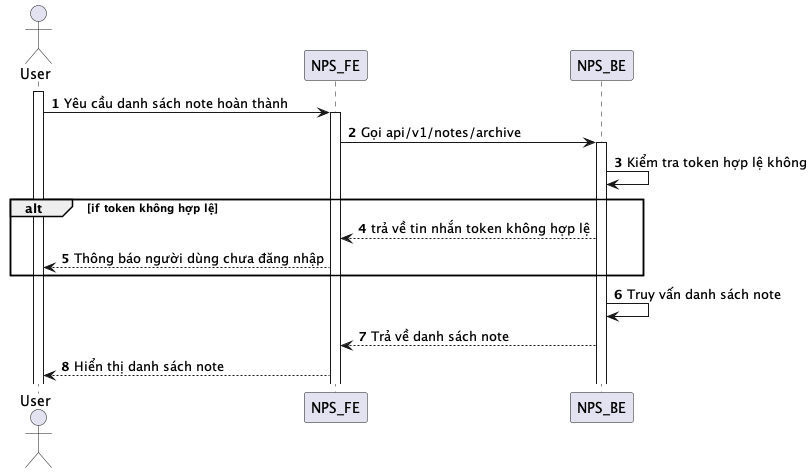 User
NPS_FE
NPS_BE
1 Yêu cầu danh sách note hoàn thành
2 Gọi api/v1/notes/archive
3 Kiểm tra token hợp lệ không
alt [if token không hợp lệ]
4 trả về tin nhắn token không hợp lệ
5 Thông báo người dùng chưa đăng nhập
6 Truy vấn danh sách note
7 Trả về danh sách note
8 Hiển thị danh sách note
User
NPS_FE
NPS_BE